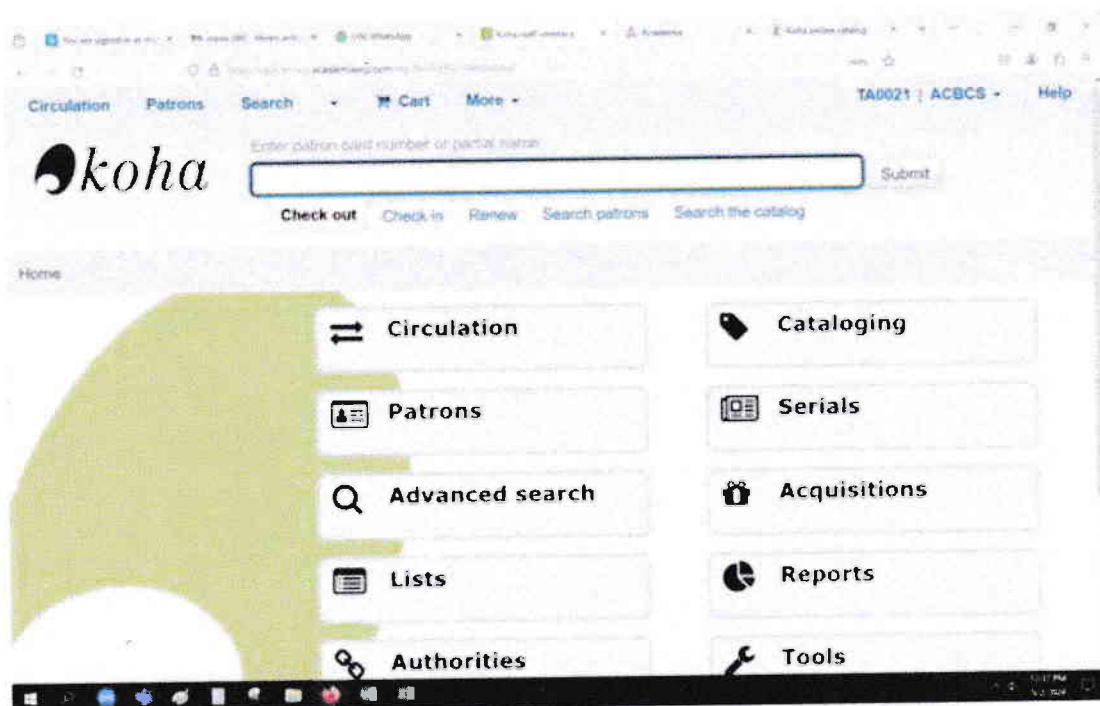 Circulation Patrons Search Cart More TA0021 | ACBCS Help
koha
Enter patron card number or partial name
Submit
Check out Check in Renew Search patrons Search the catalog
Home
Circulation Cataloging
Patrons Serials
Advanced search Acquisitions
Lists Reports
Authorities Tools